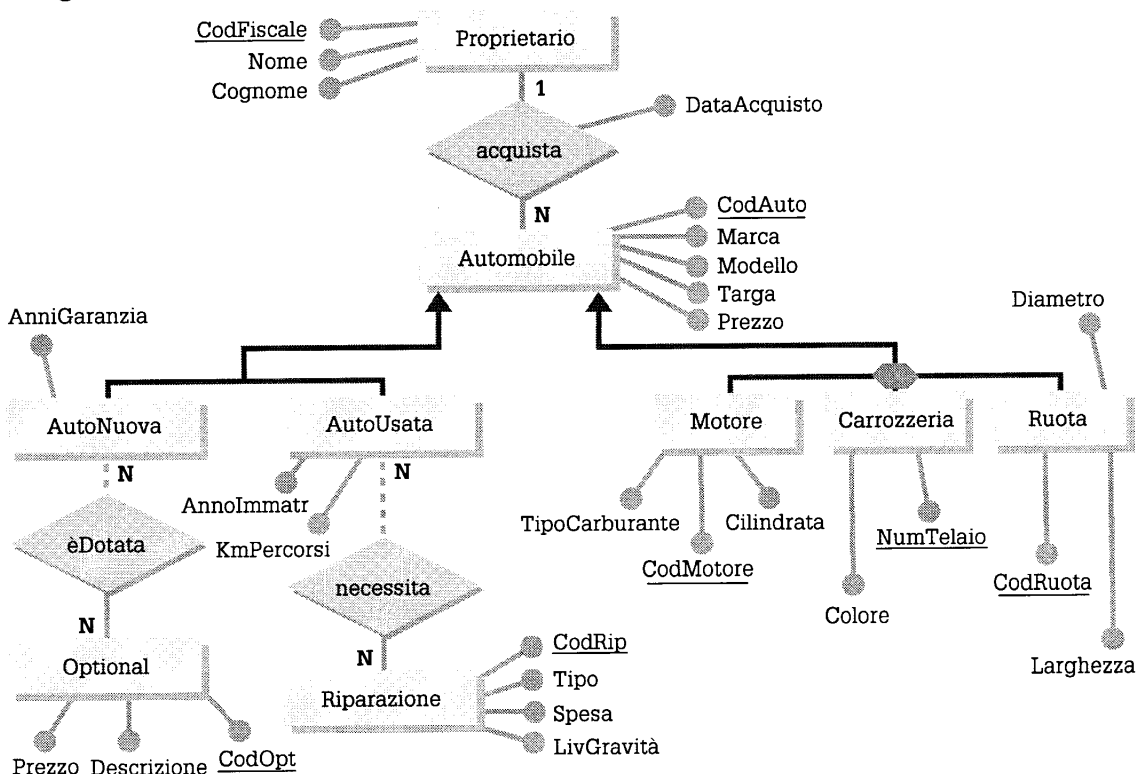 CodFiscale
Nome
Cognome
Proprietario
1
DataAcquisto
acquista
N
Automobile
CodAuto
Marca
Modello
Targa
Prezzo
Diametro
AnniGaranzia
AutoNuova
AutoUsata
Motore
Carrozzeria
Ruota
N
N
AnnoImmatr
KmPercorsi
TipoCarburante
Cilindrata
CodMotore
NumTelaio
Colore
CodRuota
Larghezza
èDotata
necessita
N
N
Optional
Riparazione
CodRip
Tipo
Spesa
LivGravità
Prezzo
Descrizione
CodOpt